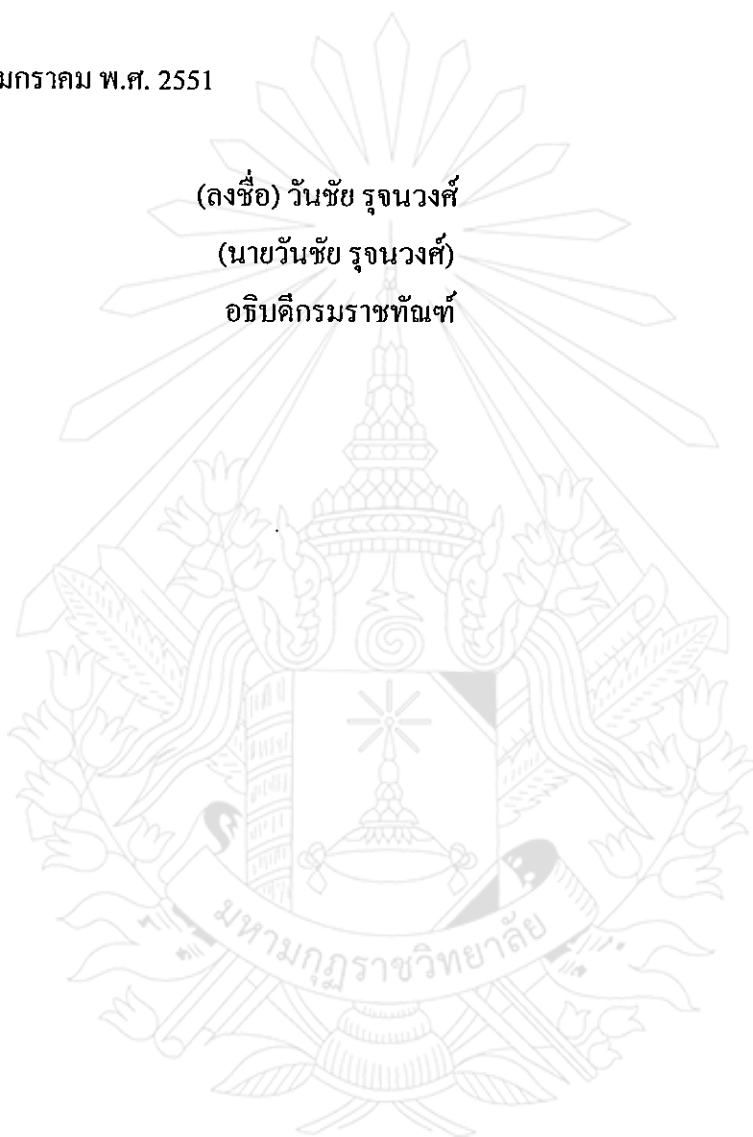 มกราคม พ.ศ. 2551
(ลงชื่อ) วันชัย รุจนวงศ์
(นายวันชัย รุจนวงศ์)
อธิบดีกรมราชทัณฑ์
มหามกุฏราชวิทยาลัย